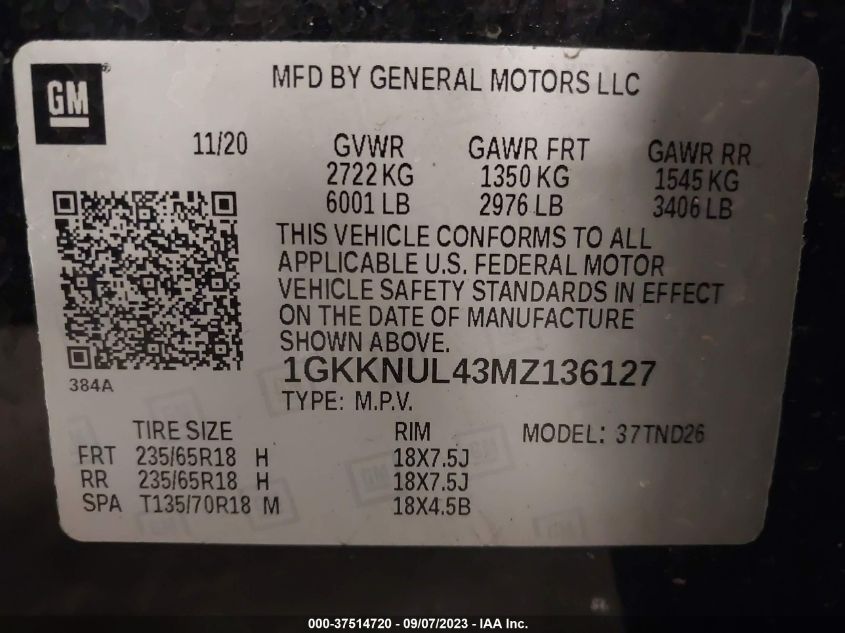 GM
MFD BY GENERAL MOTORS LLC
11/20 GVWR GAWR FRT GAWR RR
2722 KG 1350 KG 1545 KG
6001 LB 2976 LB 3406 LB
THIS VEHICLE CONFORMS TO ALL
APPLICABLE U.S. FEDERAL MOTOR
VEHICLE SAFETY STANDARDS IN EFFECT
ON THE DATE OF MANUFACTURE
SHOWN ABOVE.
384A
1GKKNUL43MZ136127
TYPE: M.P.V.
TIRE SIZE RIM MODEL: 37TND26
FRT 235/65R18 H 18X7.5J
RR 235/65R18 H 18X7.5J
SPA T135/70R18 M 18X4.5B
000-37514720 - 09/07/2023 - IAA Inc.